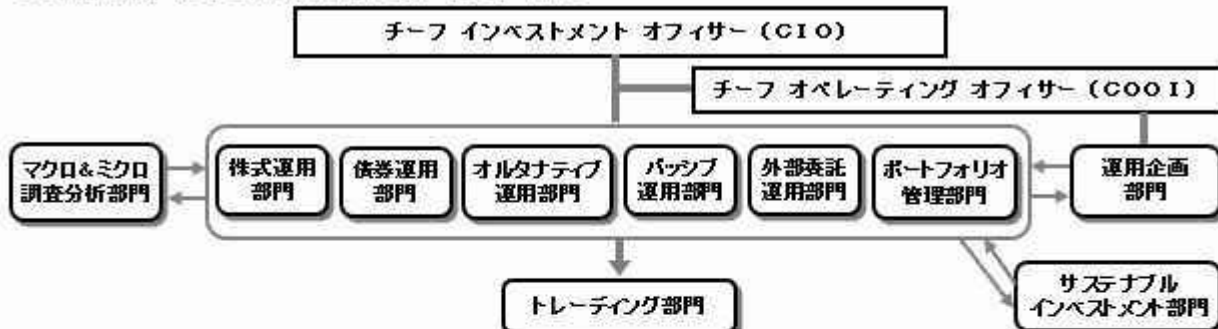 チーフ インベストメント オフィサー (CIO)
チーフ オペレーティング オフィサー (COOI)
マクロ&ミクロ
調査分析部門
株式運用
部門
債券運用
部門
オルタナティブ
運用部門
パッシブ
運用部門
外部委託
運用部門
ポートフォリオ
管理部門
運用企画
部門
トレーディング部門
サステナブル
インベストメント部門